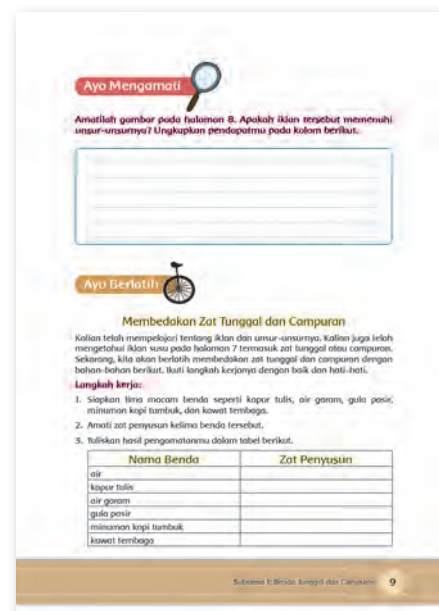 Ayo Mengamati
Amatilah gambar pada halaman 8. Apakah iklan tersebut memenuhi
unsur-unsurnya? Ungkapkan pendapatmu pada kolom berikut.
Ayo Berlatih
Membedakan Zat Tunggal dan Campuran
Kalian telah mempelajari tentang iklan dan unsur-unsurnya. Kalian juga telah
mengetahui iklan susu pada halaman 7 termasuk zat tunggal atau campuran.
Sekarang, kita akan berlatih membedakan zat tunggal dan campuran dengan
bahan-bahan berikut. Ikuti langkah kerjanya dengan baik dan hati-hati.
Langkah kerja:
1. Siapkan lima macam benda seperti kapur tulis, air garam, gula pasir,
minuman kopi tumbuk, dan kawat tembaga.
2. Amati zat penyusun kelima benda tersebut.
3. Tuliskan hasil pengamatanmu dalam tabel berikut.
Nama Benda Zat Penyusun
air
kapur tulis
air garam
gula pasir
minuman kopi tumbuk
kawat tembaga
Subtema 1: Benda Tunggal dan Campuran 9